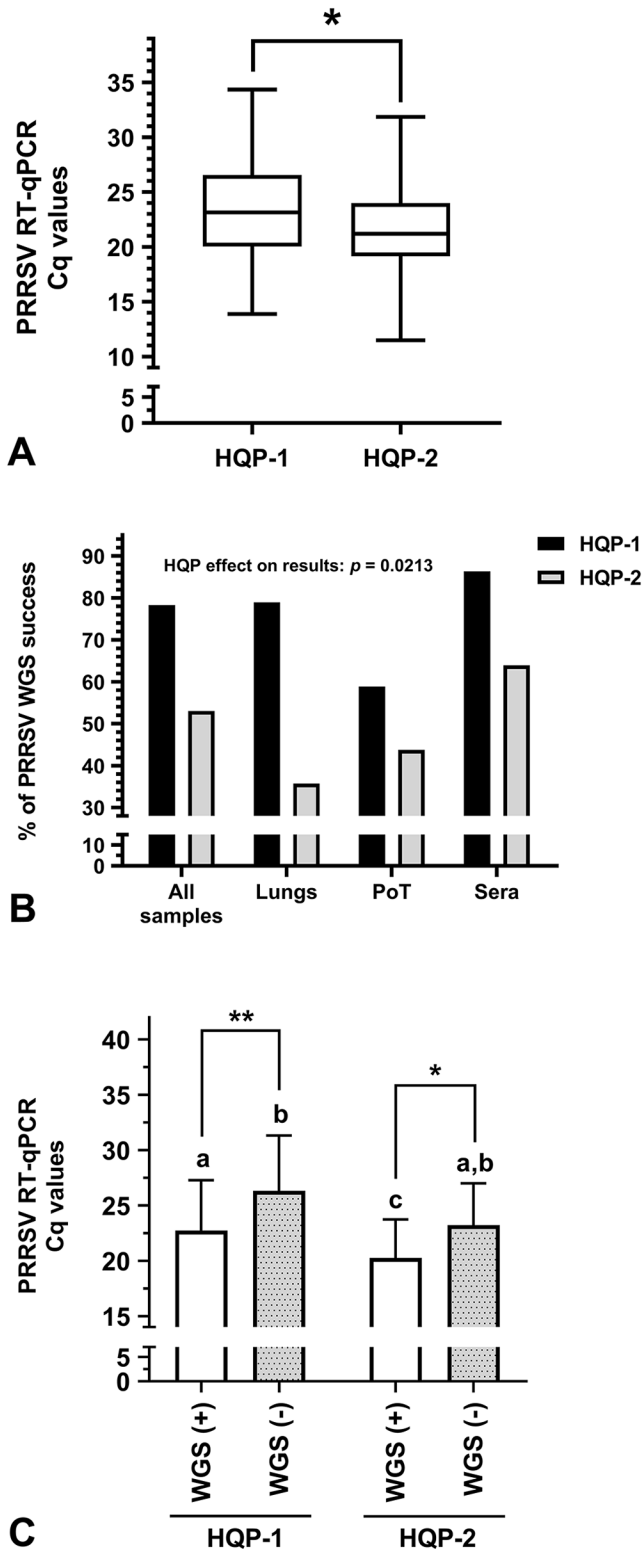 *
PRRSV RT-qPCR
Cq values
35
30
25
20
15
10
5
0
HQP-1 HQP-2
A
HQP-1
HQP-2
HQP effect on results: p = 0.0213
% of PRRSV WGS success
90
80
70
60
50
40
30
10
0
All
samples
Lungs
PoT
Sera
B
PRRSV RT-qPCR
Cq values
40
35
30
25
20
15
5
0
**
*
a
b
c
a,b
WGS (+)
WGS (-)
WGS (+)
WGS (-)
HQP-1 HQP-2
C